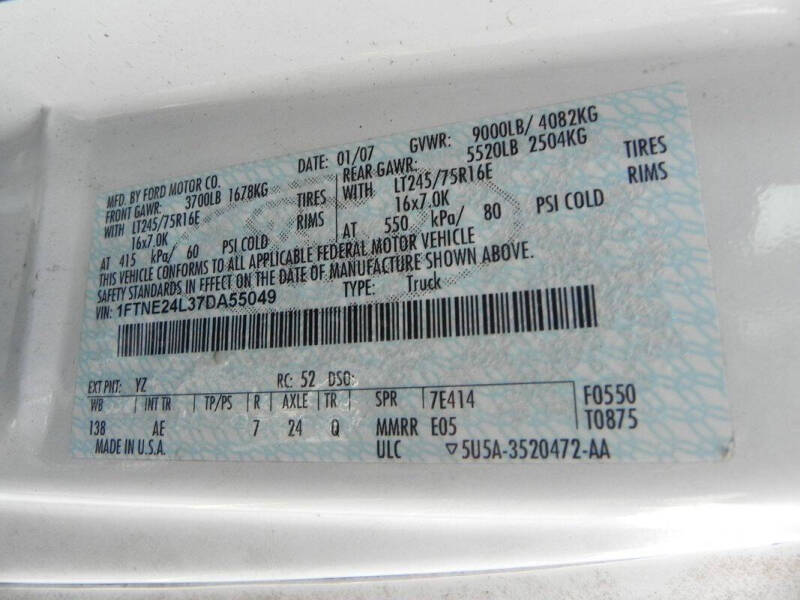 MFD. BY FORD MOTOR CO.
DATE: 01/07 GVWR: 9000LB/ 4082KG
FRONT GAWR: 3700LB 1678KG
REAR GAWR: 5520LB 2504KG
WITH LT245/75R16E TIRES
WITH LT245/75R16E TIRES
16x7.0K RIMS
16x7.0K RIMS
AT 415 kPa/ 60 PSI COLD
AT 550 kPa/ 80 PSI COLD
THIS VEHICLE CONFORMS TO ALL APPLICABLE FEDERAL MOTOR VEHICLE
SAFETY STANDARDS IN EFFECT ON THE DATE OF MANUFACTURE SHOWN ABOVE.
VIN: 1FTNE24L37DA55049 TYPE: Truck
EXT PNT: YZ RC: 52 DSO:
WB INT TR TP/PS R AXLE TR SPR 7E414 F0550
138 AE 7 24 Q MMRR E05 T0875
MADE IN U.S.A. ULC ▽5U5A-3520472-AA